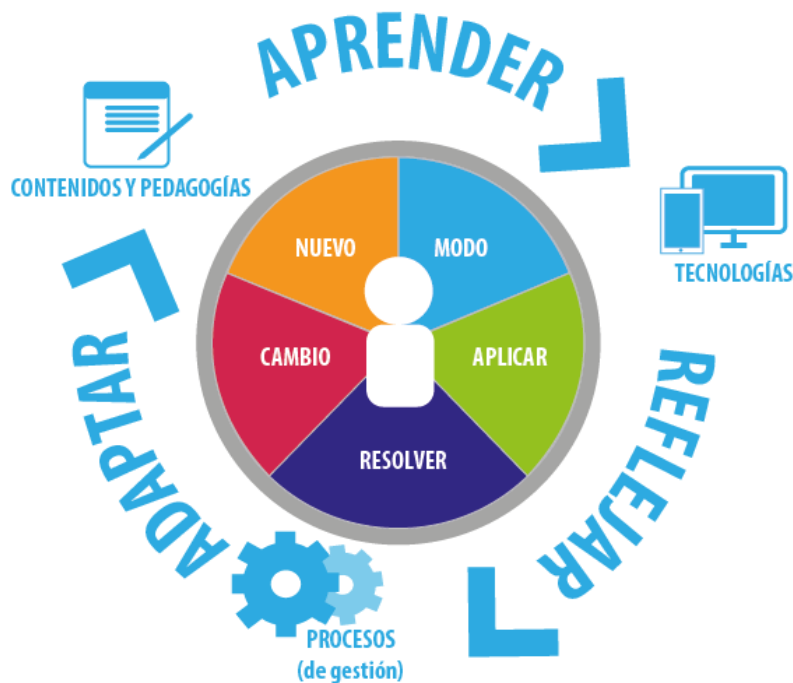 APRENDER
CONTENIDOS Y PEDAGOGÍAS
TECNOLOGÍAS
NUEVO
MODO
CAMBIO
APLICAR
RESOLVER
ADAPTAR
REFLEJAR
PROCESOS
(de gestión)